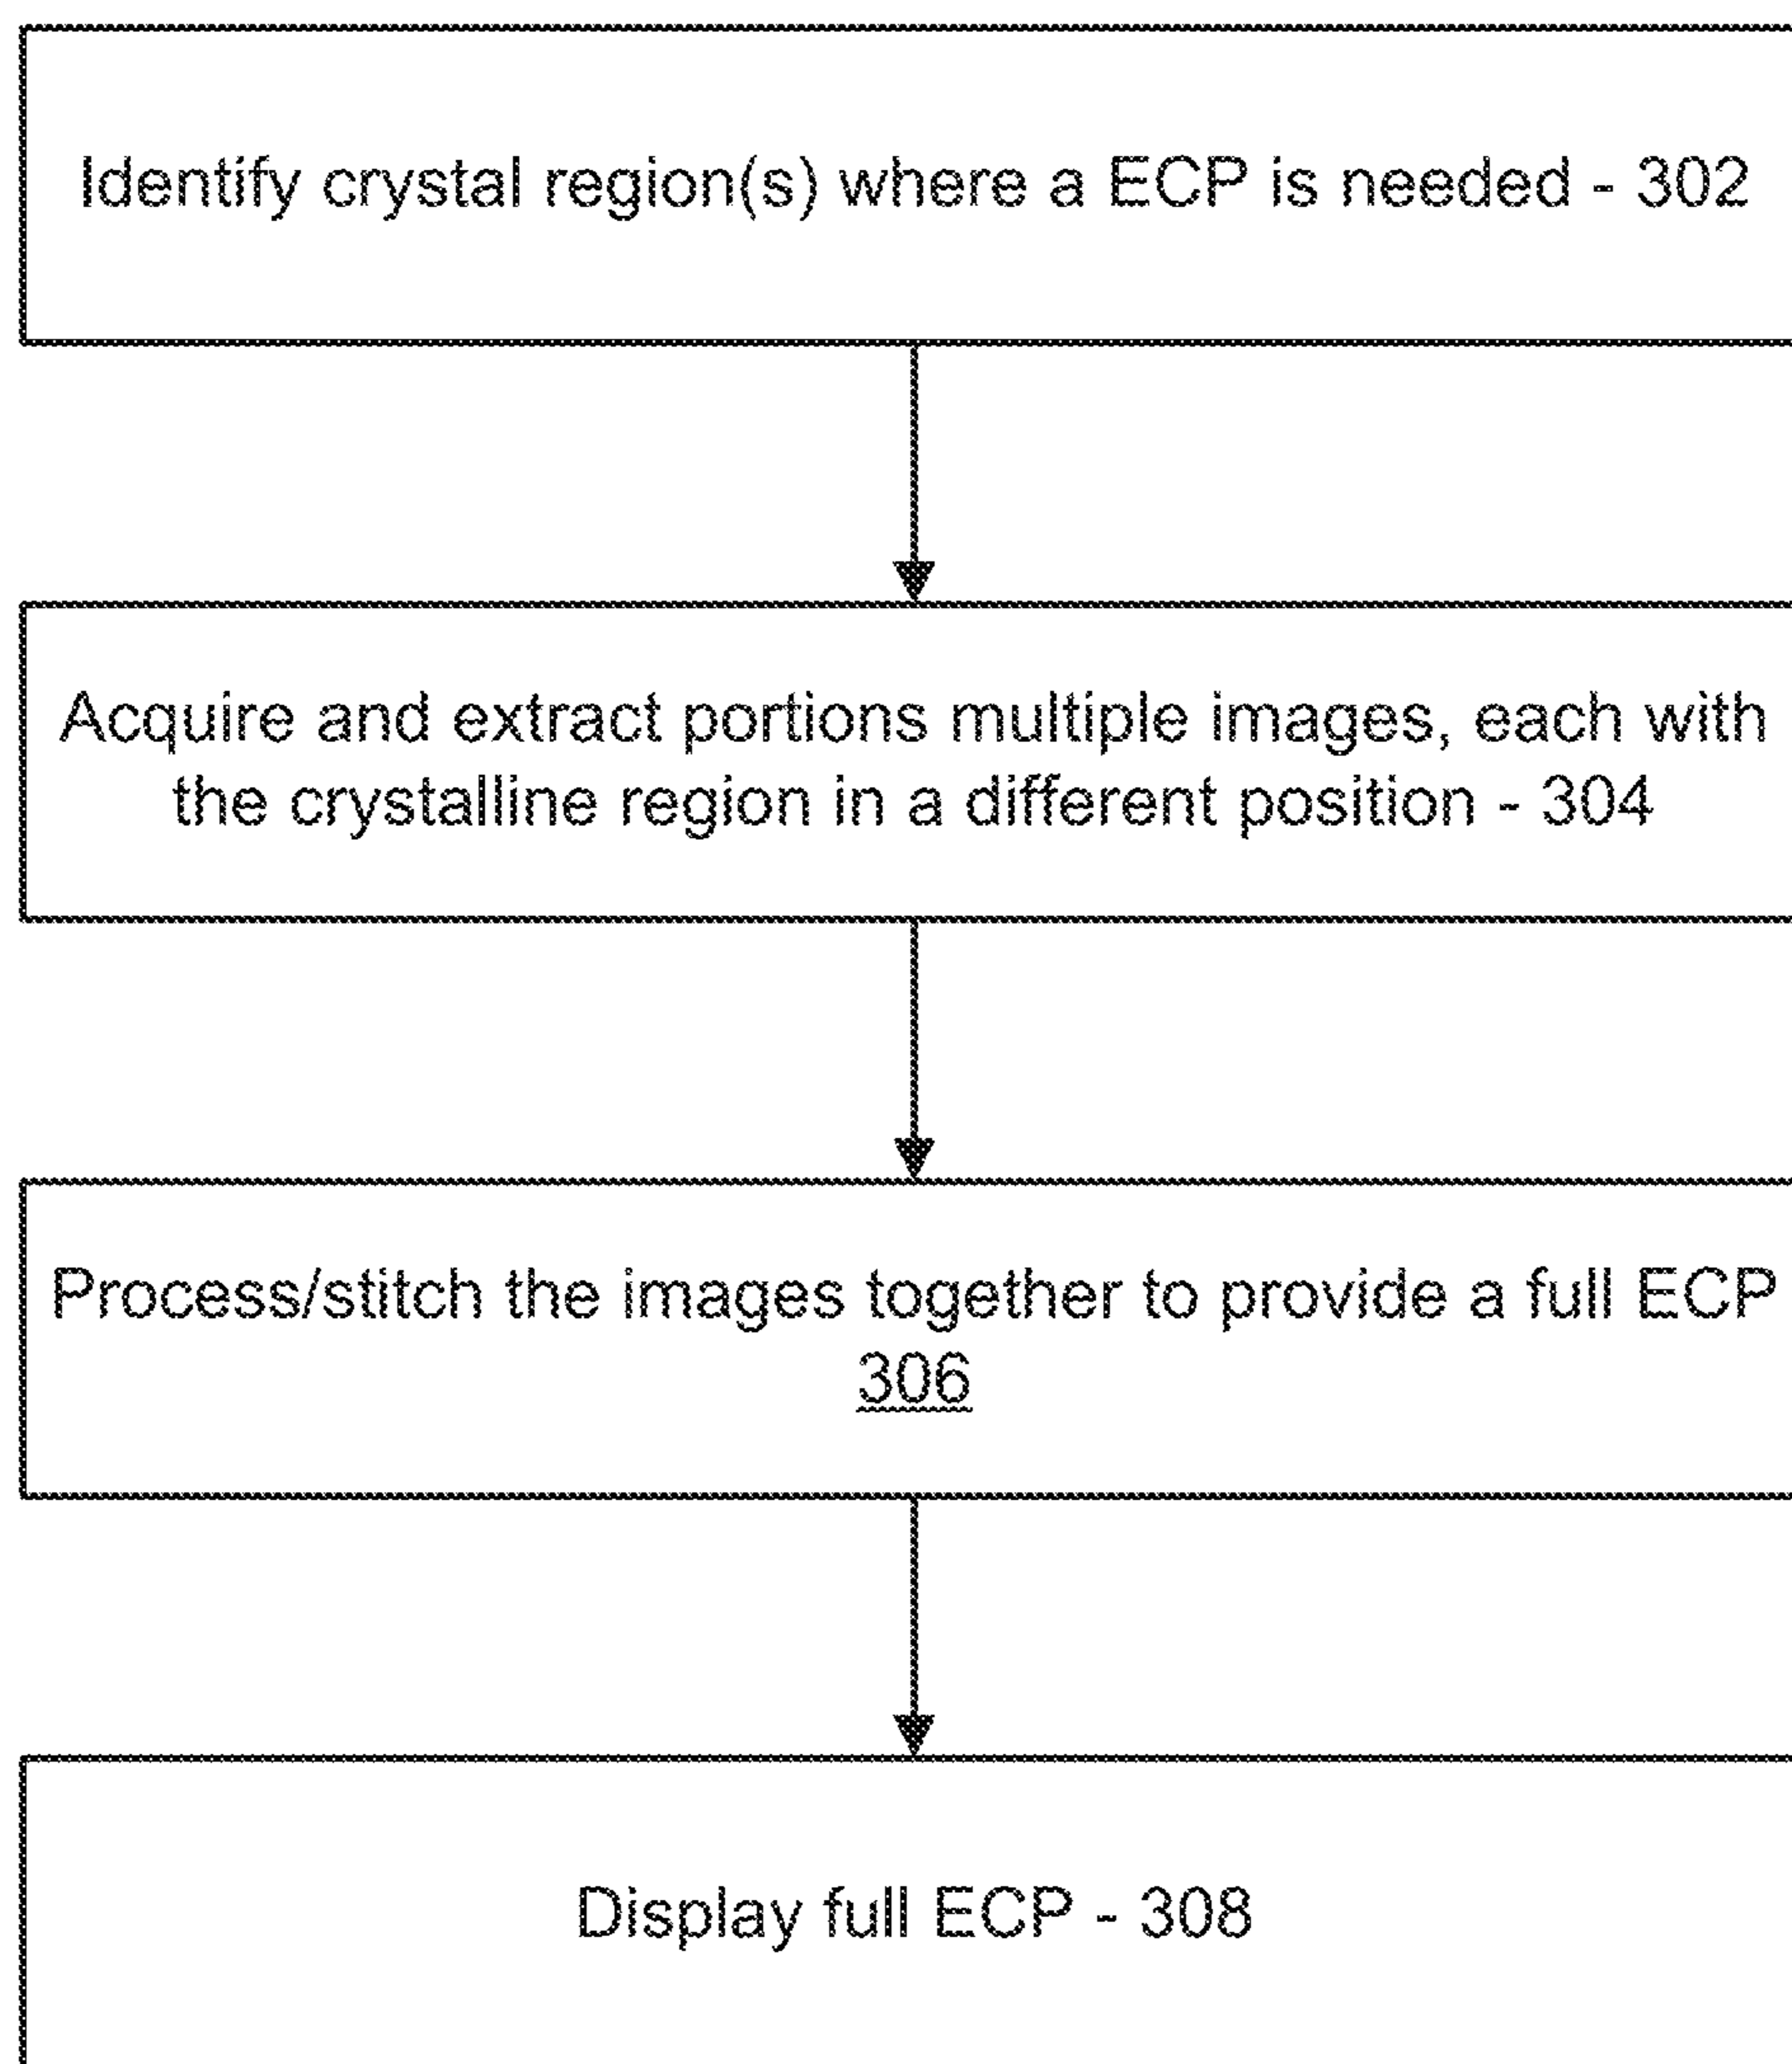 Identify crystal region(s) where a ECP is needed - 302
Acquire and extract portions multiple images, each with
the crystalline region in a different position - 304
Process/stitch the images together to provide a full ECP
306
Display full ECP - 308